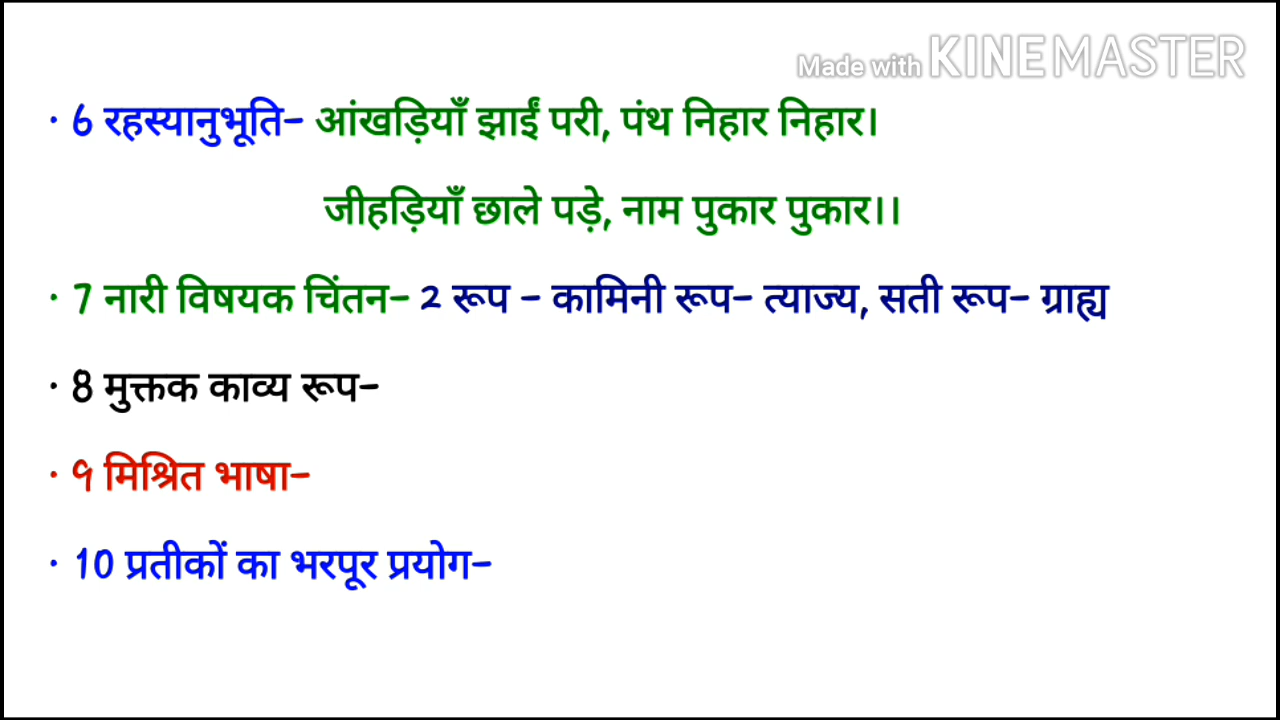 Made with KINEMASTER
· 6 रहस्यानुभूति- आंखड़ियाँ झाईं परी, पंथ निहार निहार।
जीहड़ियाँ छाले पड़े, नाम पुकार पुकार।।
· 7 नारी विषयक चिंतन- 2 रूप - कामिनी रूप- त्याज्य, सती रूप- ग्राह्य
· 8 मुक्तक काव्य रूप-
· 9 मिश्रित भाषा-
· 10 प्रतीकों का भरपूर प्रयोग-